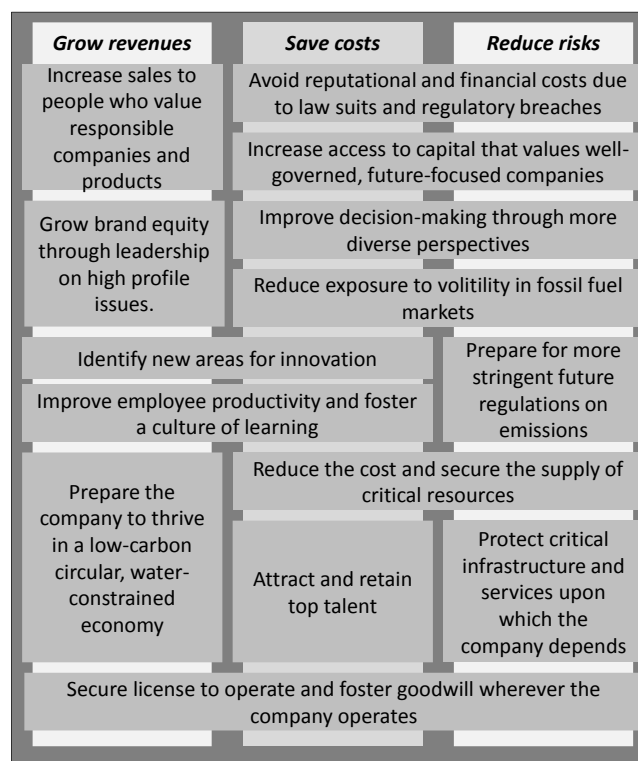 Grow revenues
Save costs
Reduce risks
Increase sales to
people who value
responsible
companies and
products
Avoid reputational and financial costs due
to law suits and regulatory breaches
Increase access to capital that values well-
governed, future-focused companies
Grow brand equity
through leadership
on high profile
issues.
Improve decision-making through more
diverse perspectives
Reduce exposure to volitility in fossil fuel
markets
Identify new areas for innovation
Improve employee productivity and foster
a culture of learning
Prepare for more
stringent future
regulations on
emissions
Prepare the
company to thrive
in a low-carbon
circular, water-
constrained
economy
Reduce the cost and secure the supply of
critical resources
Attract and retain
top talent
Protect critical
infrastructure and
services upon
which the
company depends
Secure license to operate and foster goodwill wherever the
company operates